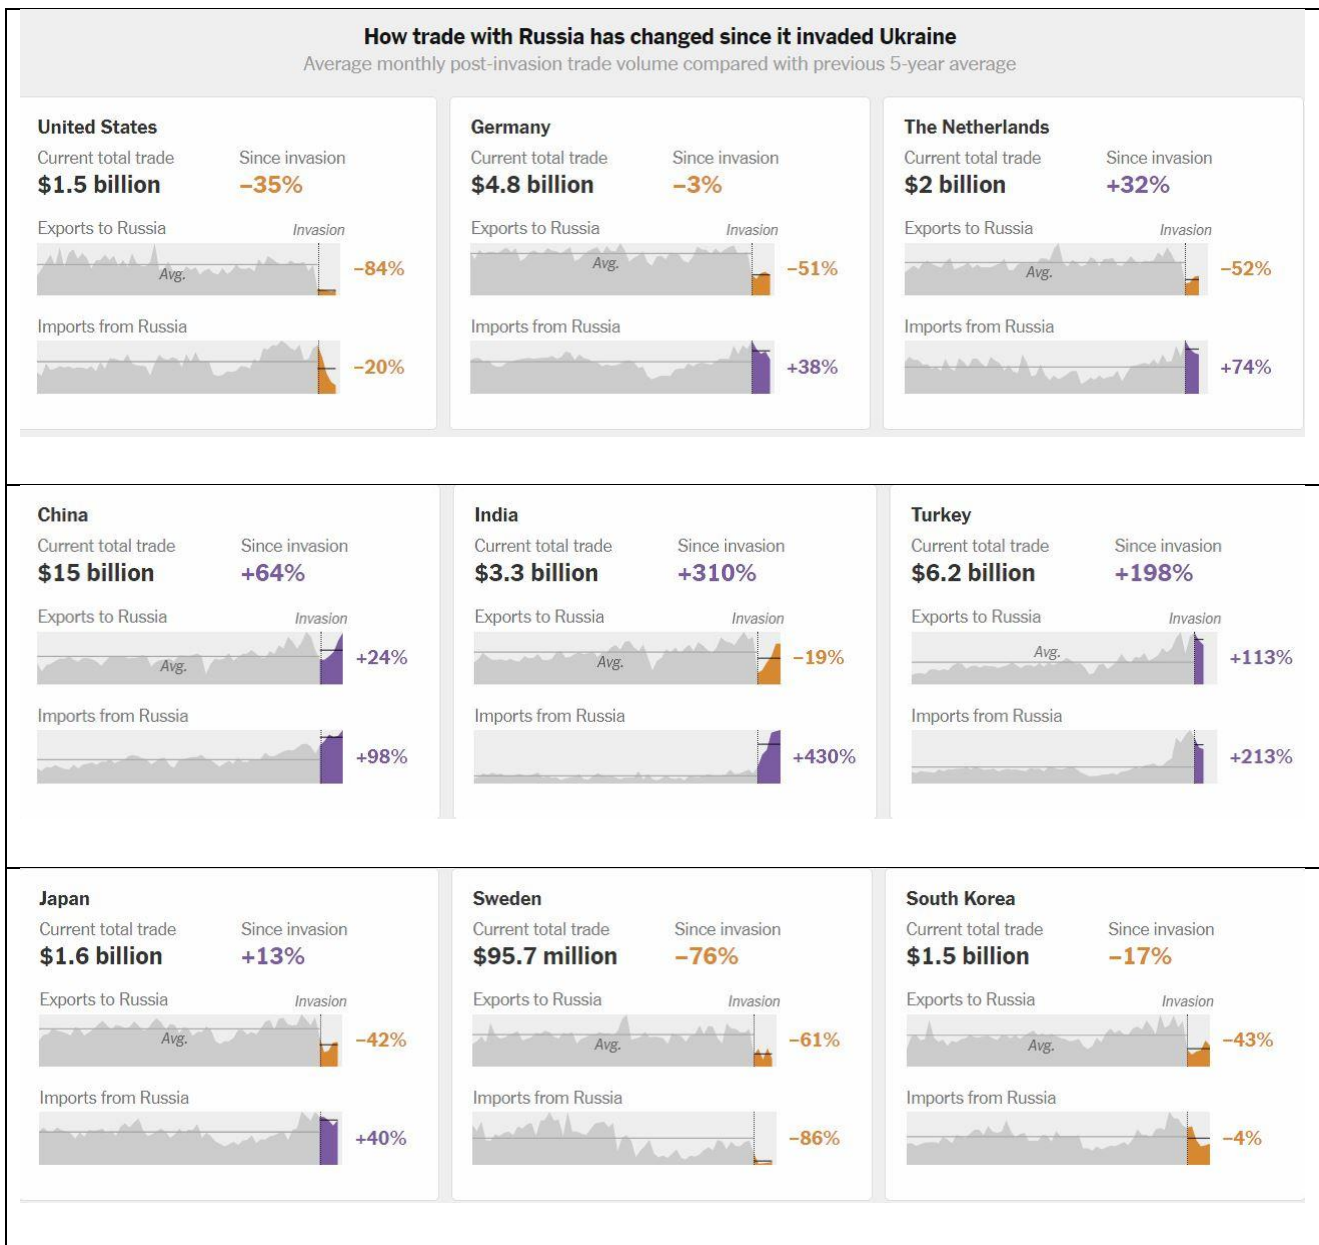 How trade with Russia has changed since it invaded Ukraine
Average monthly post-invasion trade volume compared with previous 5-year average
United States
Current total trade Since invasion
$1.5 billion –35%
Exports to Russia Invasion
Avg. –84%
Imports from Russia
–20%
Germany
Current total trade Since invasion
$4.8 billion –3%
Exports to Russia Invasion
Avg. –51%
Imports from Russia
+38%
The Netherlands
Current total trade Since invasion
$2 billion +32%
Exports to Russia Invasion
Avg. –52%
Imports from Russia
+74%
China
Current total trade Since invasion
$15 billion +64%
Exports to Russia Invasion
Avg. +24%
Imports from Russia
+98%
India
Current total trade Since invasion
$3.3 billion +310%
Exports to Russia Invasion
Avg. –19%
Imports from Russia
+430%
Turkey
Current total trade Since invasion
$6.2 billion +198%
Exports to Russia Invasion
Avg. +113%
Imports from Russia
+213%
Japan
Current total trade Since invasion
$1.6 billion +13%
Exports to Russia Invasion
Avg. –42%
Imports from Russia
+40%
Sweden
Current total trade Since invasion
$95.7 million –76%
Exports to Russia Invasion
Avg. –61%
Imports from Russia
–86%
South Korea
Current total trade Since invasion
$1.5 billion –17%
Exports to Russia Invasion
Avg. –43%
Imports from Russia
–4%